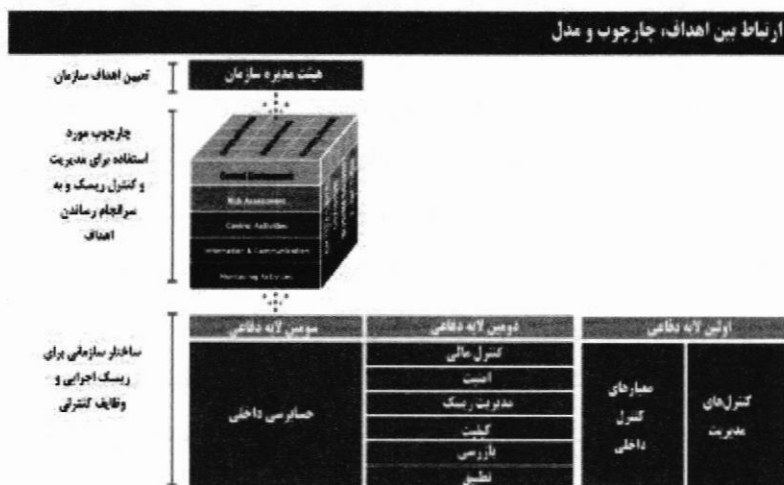 ارتباط بین اهداف، چارچوب و مدل
هیئت مدیره سازمان
تعیین اهداف سازمان
چارچوب مورد
استفاده برای مدیریت
و کنترل ریسک و به
سرانجام رساندن
اهداف
Control Environment
Risk Assessment
Control Activities
Information & Communication
Monitoring Activities
اولین لایه دفاعی
دومین لایه دفاعی
سومین لایه دفاعی
کنترل‌های
مدیریت
معیارهای
کنترل
داخلی
کنترل مالی
امنیت
مدیریت ریسک
کیفیت
بازرسی
تطبیق
حسابرسی داخلی
ساختار سازمانی برای
ریسک اجرایی و
وظایف کنترلی